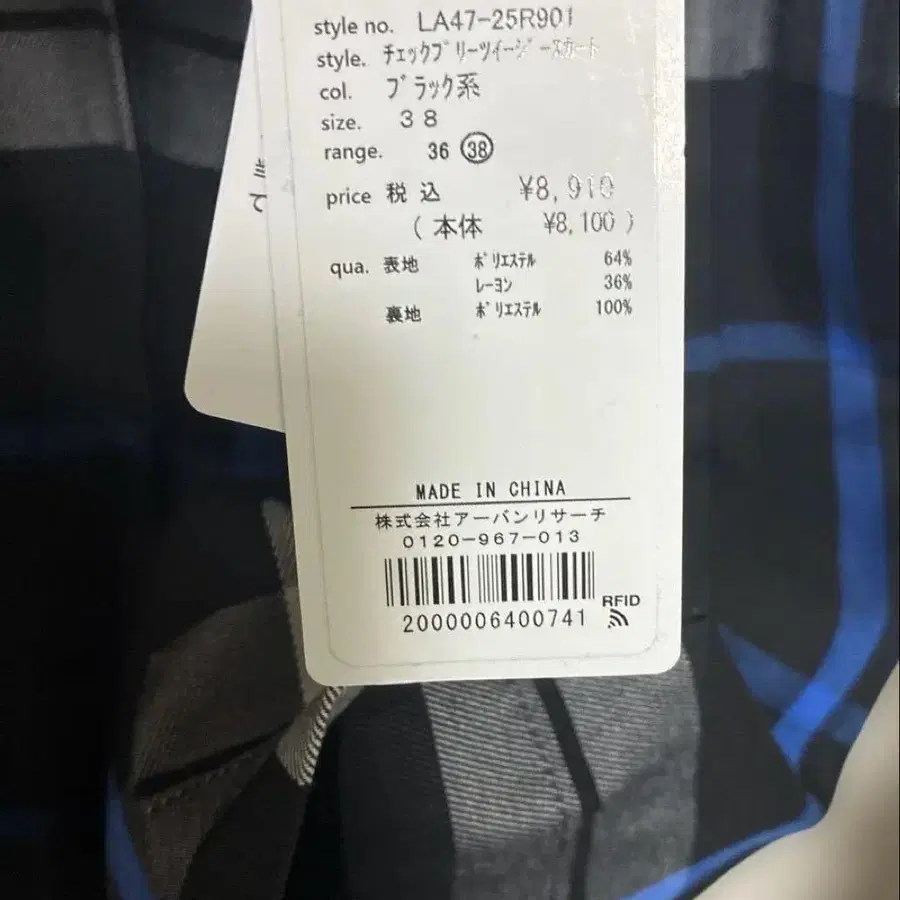 style no. LA47-25R901
style. チェックプリーツイージースカート
col. ブラック系
size. 38
range. 36 38
price 税込 ¥8,910
(本体 ¥8,100)
qua. 表地 ポリエステル 64%
レーヨン 36%
裏地 ポリエステル 100%
MADE IN CHINA
株式会社アーバンリサーチ
0120-967-013
RFID
2000006400741